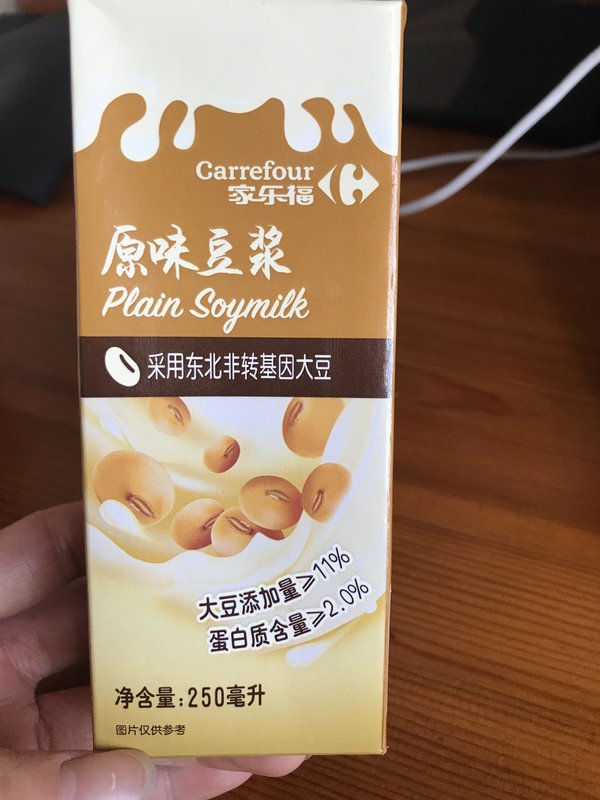 Carrefour
家乐福
原味豆浆
Plain Soymilk
采用东北非转基因大豆
大豆添加量≥11%
蛋白质含量≥2.0%
净含量:250毫升
图片仅供参考